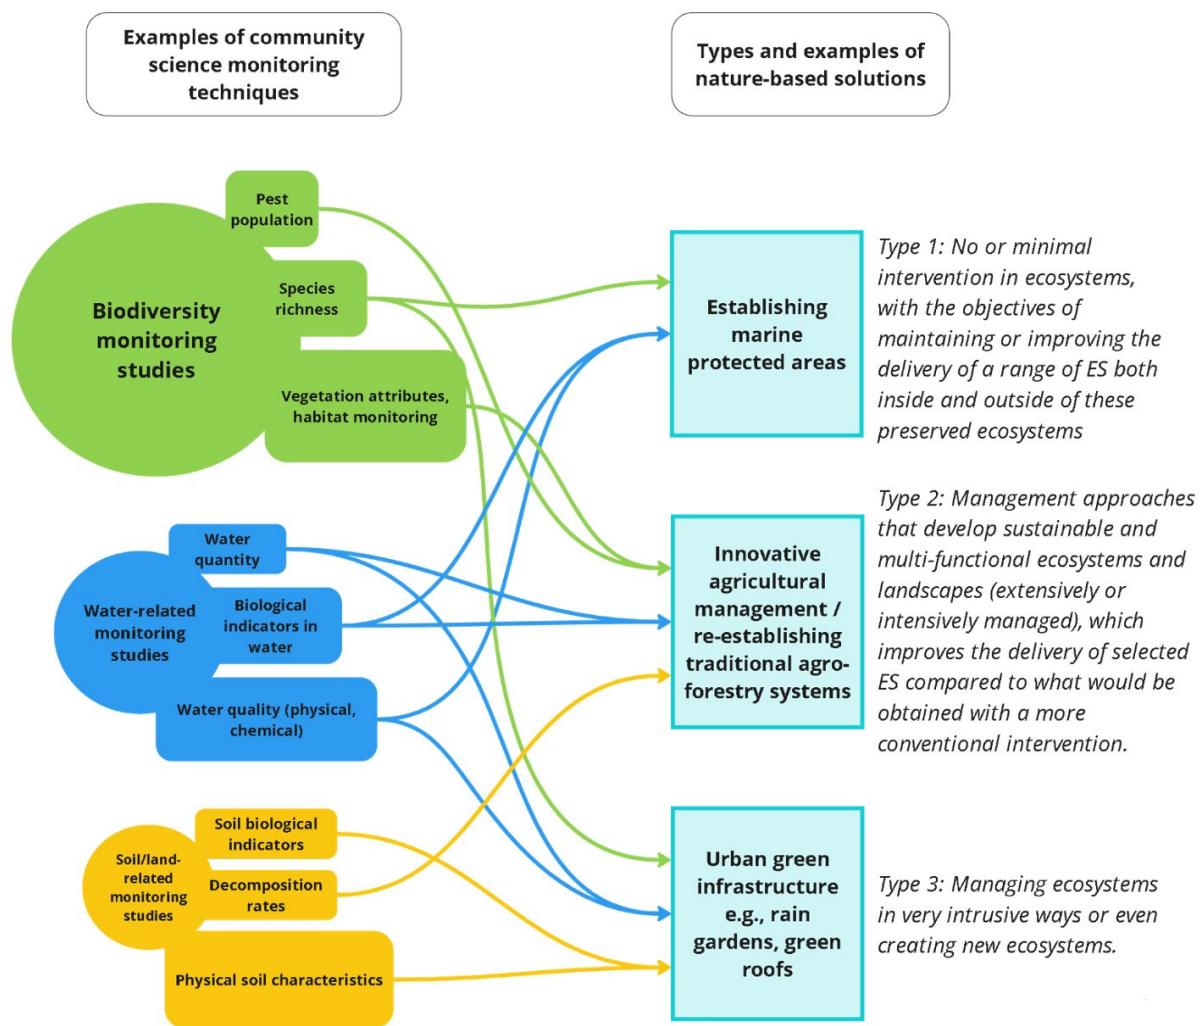 Examples of community
science monitoring
techniques
Types and examples of
nature-based solutions
Pest
population
Species
richness
Biodiversity
monitoring
studies
Vegetation attributes,
habitat monitoring
Water
quantity
Biological
indicators in
water
Water-related
monitoring
studies
Water quality (physical,
chemical)
Soil biological
indicators
Soil/land-
related
monitoring
studies
Decomposition
rates
Physical soil characteristics
Establishing
marine
protected areas
Type 1: No or minimal
intervention in ecosystems,
with the objectives of
maintaining or improving the
delivery of a range of ES both
inside and outside of these
preserved ecosystems
Innovative
agricultural
management /
re-establishing
traditional agro-
forestry systems
Type 2: Management approaches
that develop sustainable and
multi-functional ecosystems and
landscapes (extensively or
intensively managed), which
improves the delivery of selected
ES compared to what would be
obtained with a more
conventional intervention.
Urban green
infrastructure
e.g., rain
gardens, green
roofs
Type 3: Managing ecosystems
in very intrusive ways or even
creating new ecosystems.